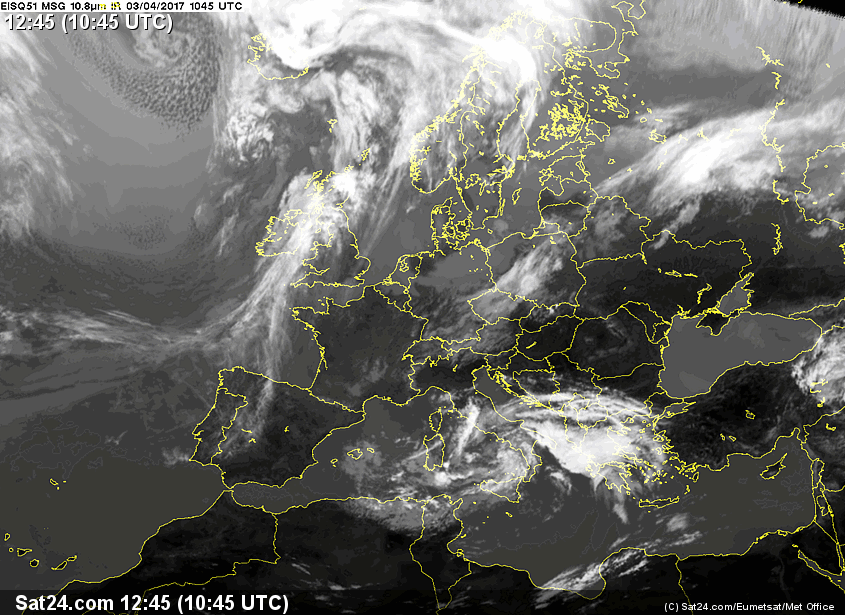 EISQ51 MSG 10.8µm IR 03/04/2017 1045 UTC
12:45 (10:45 UTC)
Sat24.com 12:45 (10:45 UTC)
(C) Sat24.com/Eumetsat/Met Office